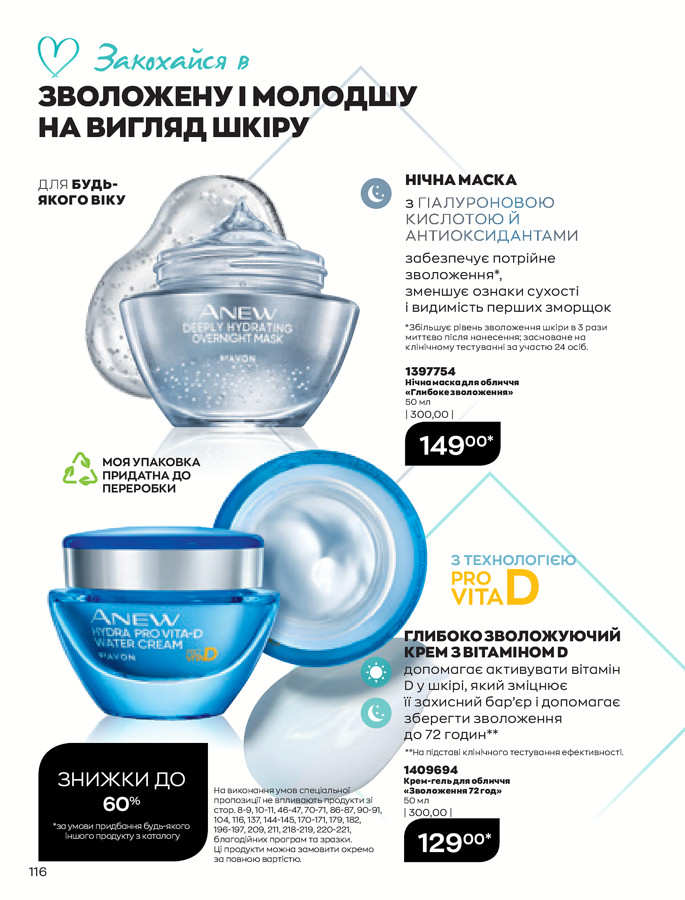 Закохайся в
ЗВОЛОЖЕНУ І МОЛОДШУ
НА ВИГЛЯД ШКІРУ
ДЛЯ БУДЬ-
ЯКОГО ВІКУ
НІЧНА МАСКА
з ГІАЛУРОНОВОЮ
КИСЛОТОЮ Й
АНТИОКСИДАНТАМИ
забезпечує потрійне
зволоження*,
зменшує ознаки сухості
і видимість перших зморщок
*Збільшує рівень зволоження шкіри в 3 рази
миттєво після нанесення; засноване на
клінічному тестуванні за участю 24 осіб.
1397754
Нічна маска для обличчя
«Глибоке зволоження»
50 мл
| 300,00 |
149⁰⁰*
ANEW
DEEPLY HYDRATING
OVERNIGHT MASK
BY AVON
МОЯ УПАКОВКА
ПРИДАТНА ДО
ПЕРЕРОБКИ
ANEW
HYDRA PRO VITA-D
WATER CREAM
BY AVON
PRO
VITA D
З ТЕХНОЛОГІЄЮ
PRO
VITA D
ГЛИБОКО ЗВОЛОЖУЮЧИЙ
КРЕМ З ВІТАМІНОМ D
допомагає активувати вітамін
D у шкірі, який зміцнює
її захисний бар’єр і допомагає
зберегти зволоження
до 72 годин**
**На підставі клінічного тестування ефективності.
1409694
Крем-гель для обличчя
«Зволоження 72 год»
50 мл
| 300,00 |
129⁰⁰*
ЗНИЖКИ ДО
60%
*за умови придбання будь-якого
іншого продукту з каталогу
На виконання умов спеціальної
пропозиції не впливають продукти зі
стор. 8-9, 10-11, 46-47, 70-71, 86-87, 90-91,
104, 116, 137, 144-145, 170-171, 179, 182,
196-197, 209, 211, 218-219, 220-221,
благодійних програм та зразки.
Ці продукти можна замовити окремо
за повною вартістю.
116